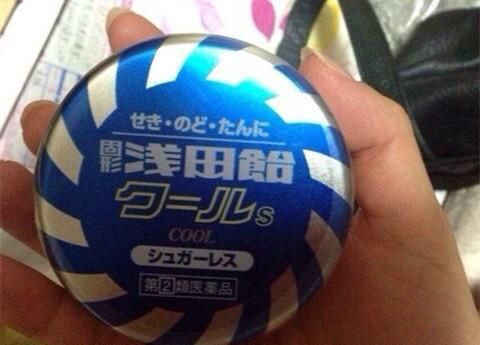 せき・のど・たんに
固形 浅田飴
クールs
COOL
シュガーレス
第②類医薬品